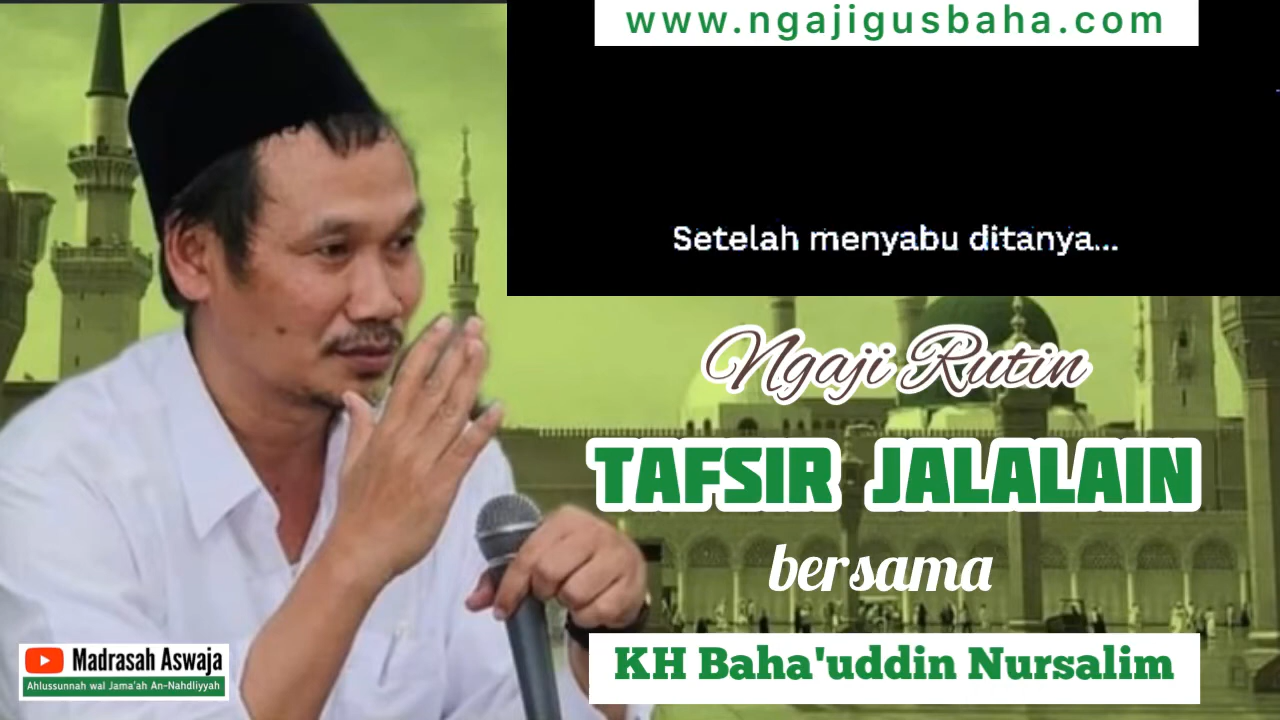 www.ngajigusbaha.com
Setelah menyabu ditanya...
Ngaji Rutin
TAFSIR JALALAIN
bersama
KH Baha'uddin Nursalim
Madrasah Aswaja
Ahlussunnah wal Jama'ah An-Nahdliyyah